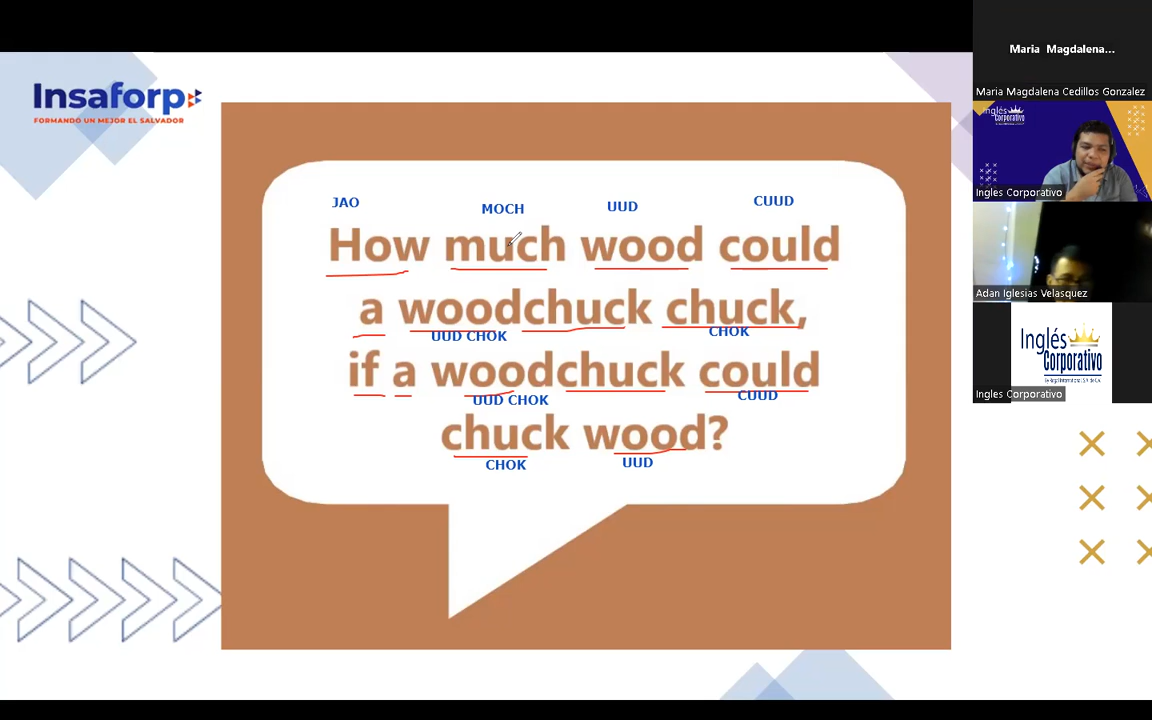 Insaforp
FORMANDO UN MEJOR EL SALVADOR
JAO MOCH UUD CUUD
How much wood could
a woodchuck chuck,
UUD CHOK CHOK
if a woodchuck could
UUD CHOK CUUD
chuck wood?
CHOK UUD
Maria Magdalena...
Maria Magdalena Cedillos Gonzalez
Inglés
Corporativo
Ingles Corporativo
Adan Iglesias Velasquez
Inglés
Corporativo
Ingles Corporativo